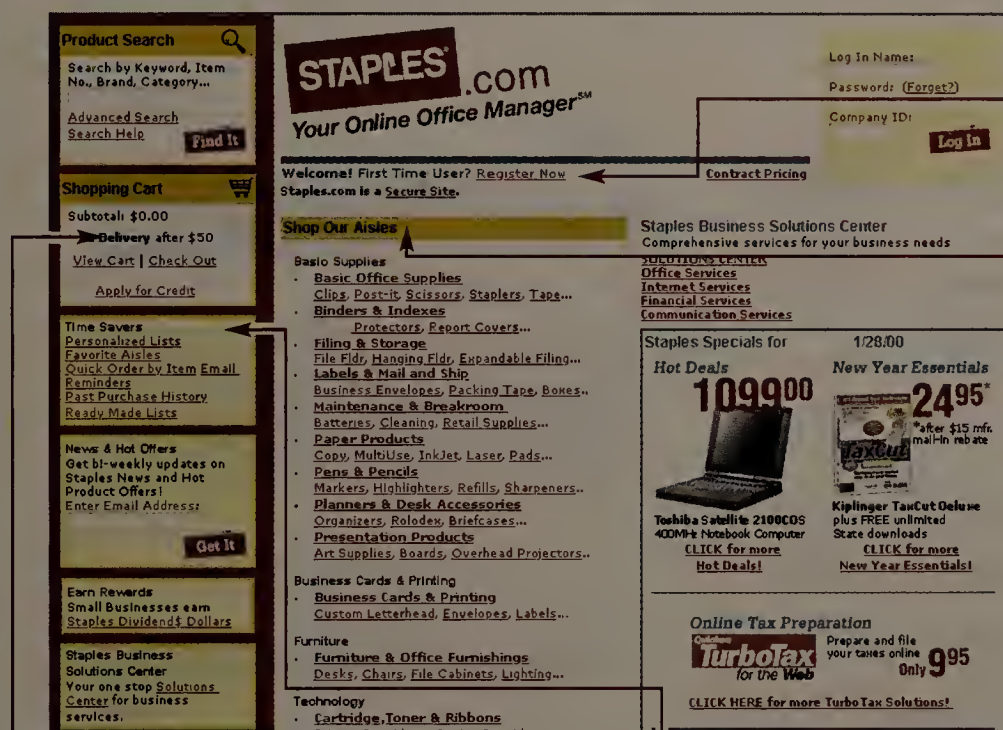 Product Search
Search by Keyword, Item
No., Brand, Category...
Advanced Search
Search Help
Find It
Shopping Cart
Subtotal: $0.00
Delivery after $50
View Cart | Check Out
Apply for Credit
Time Savers
Personalized Lists
Favorite Aisles
Quick Order by Item Email
Reminders
Past Purchase History
Ready Made Lists
News & Hot Offers
Get bi-weekly updates on
Staples News and Hot
Product Offers!
Enter Email Address:
Get It
Earn Rewards
Small Businesses earn
Staples Dividend$ Dollars
Staples Business
Solutions Center
Your one stop Solutions
Center for business
services.
STAPLES.com
Your Online Office Manager℠
Log In Name:
Password: (Forget?)
Company ID:
Log In
Welcome! First Time User? Register Now
Contract Pricing
Staples.com is a Secure Site.
Shop Our Aisles
Basic Supplies
· Basic Office Supplies
Clips, Post-it, Scissors, Staplers, Tape...
· Binders & Indexes
Protectors, Report Covers...
· Filing & Storage
File Fldr, Hanging Fldr, Expandable Filing...
· Labels & Mail and Ship
Business Envelopes, Packing Tape, Boxes..
· Maintenance & Breakroom
Batteries, Cleaning, Retail Supplies...
· Paper Products
Copy, MultiUse, InkJet, Laser, Pads...
· Pens & Pencils
Markers, Highlighters, Refills, Sharpeners..
· Planners & Desk Accessories
Organizers, Rolodex, Briefcases...
· Presentation Products
Art Supplies, Boards, Overhead Projectors..
Business Cards & Printing
· Business Cards & Printing
Custom Letterhead, Envelopes, Labels...
Furniture
· Furniture & Office Furnishings
Desks, Chairs, File Cabinets, Lighting...
Technology
· Cartridge, Toner & Ribbons
Staples Business Solutions Center
Comprehensive services for your business needs
SOLUTIONS CENTER
Office Services
Internet Services
Financial Services
Communication Services
Staples Specials for 1/28/00
Hot Deals
109900
Toshiba Satellite 2100CDS
400MHz Notebook Computer
CLICK for more
Hot Deals!
New Year Essentials
2495*
*after $15 mfr.
mail-in rebate
TaxCut
Kiplinger TaxCut Deluxe
plus FREE unlimited
State downloads
CLICK for more
New Year Essentials!
Online Tax Preparation
Quicken
TurboTax
for the Web
Prepare and file
your taxes online
Only 995
CLICK HERE for more TurboTax Solutions!